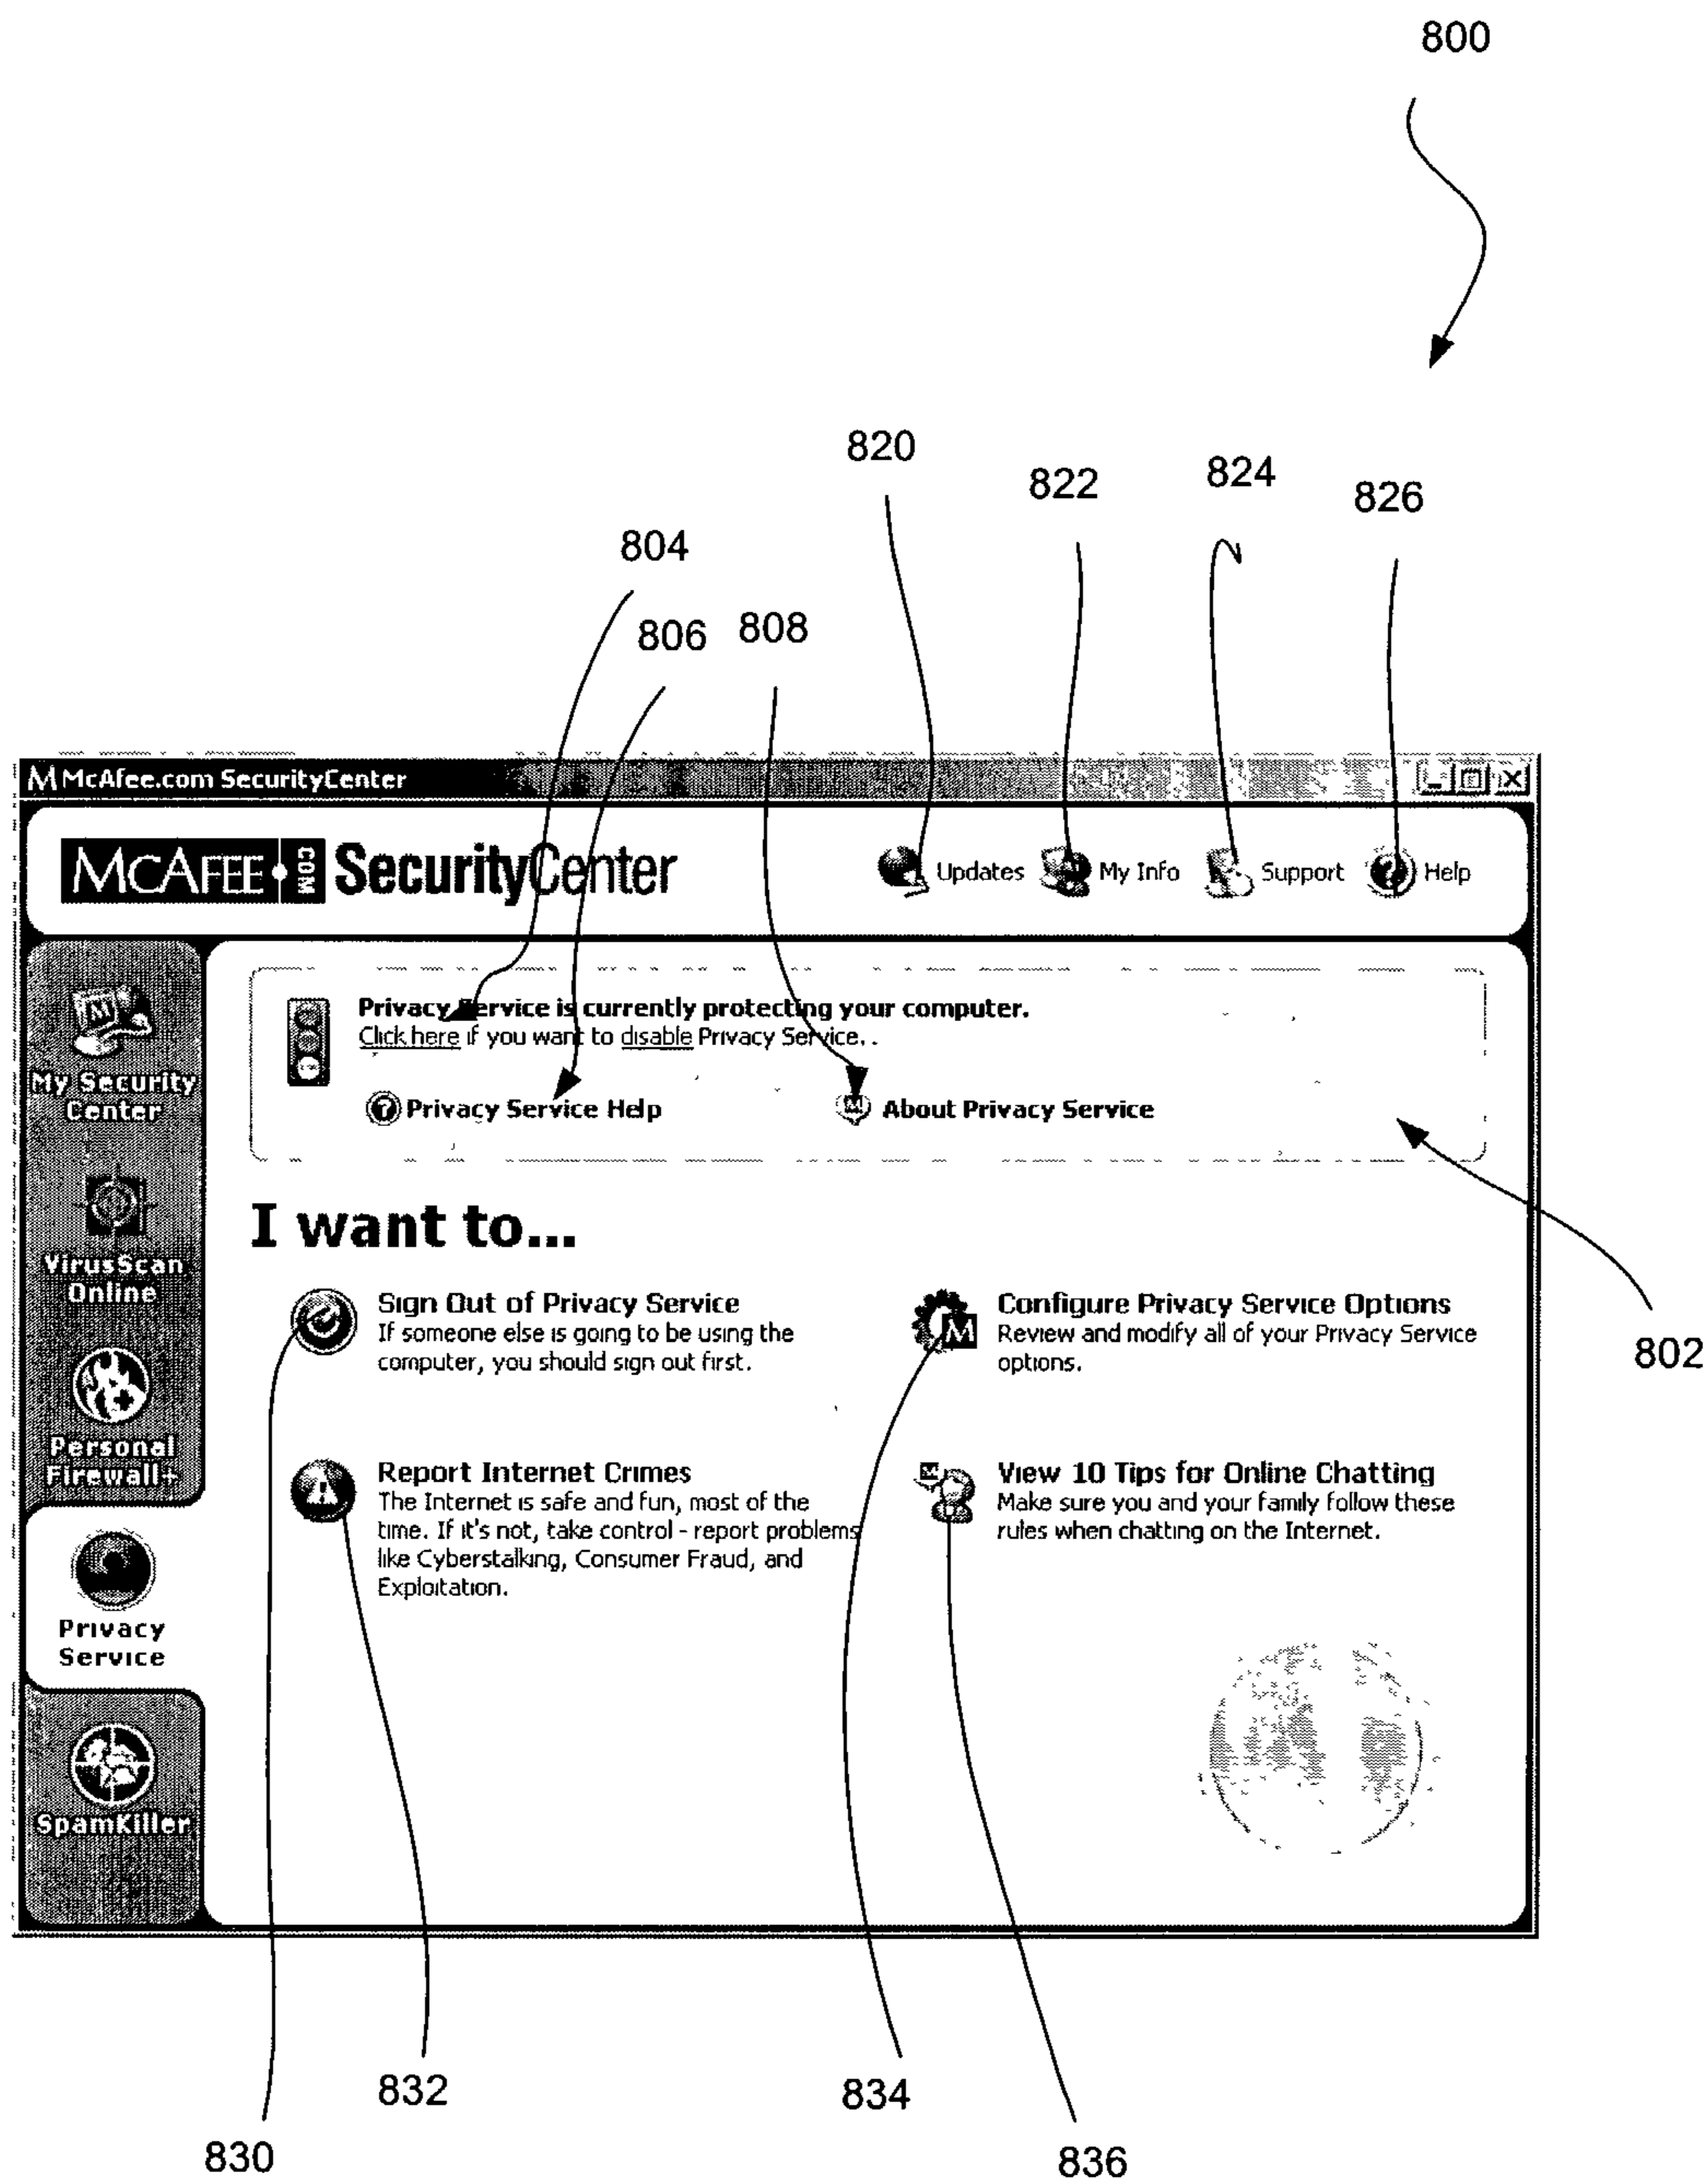 800
820
822
824
826
804
806
808
M McAfee.com SecurityCenter
McAFEE .COM SecurityCenter
Updates
My Info
Support
Help
My Security
Center
VirusScan
Online
Personal
Firewall+
Privacy
Service
SpamKiller
Privacy Service is currently protecting your computer.
Click here if you want to disable Privacy Service. .
Privacy Service Help
About Privacy Service
802
I want to...
Sign Out of Privacy Service
If someone else is going to be using the
computer, you should sign out first.
M
Configure Privacy Service Options
Review and modify all of your Privacy Service
options.
Report Internet Crimes
The Internet is safe and fun, most of the
time. If it's not, take control - report problems
like Cyberstalking, Consumer Fraud, and
Exploitation.
View 10 Tips for Online Chatting
Make sure you and your family follow these
rules when chatting on the Internet.
832
834
830
836